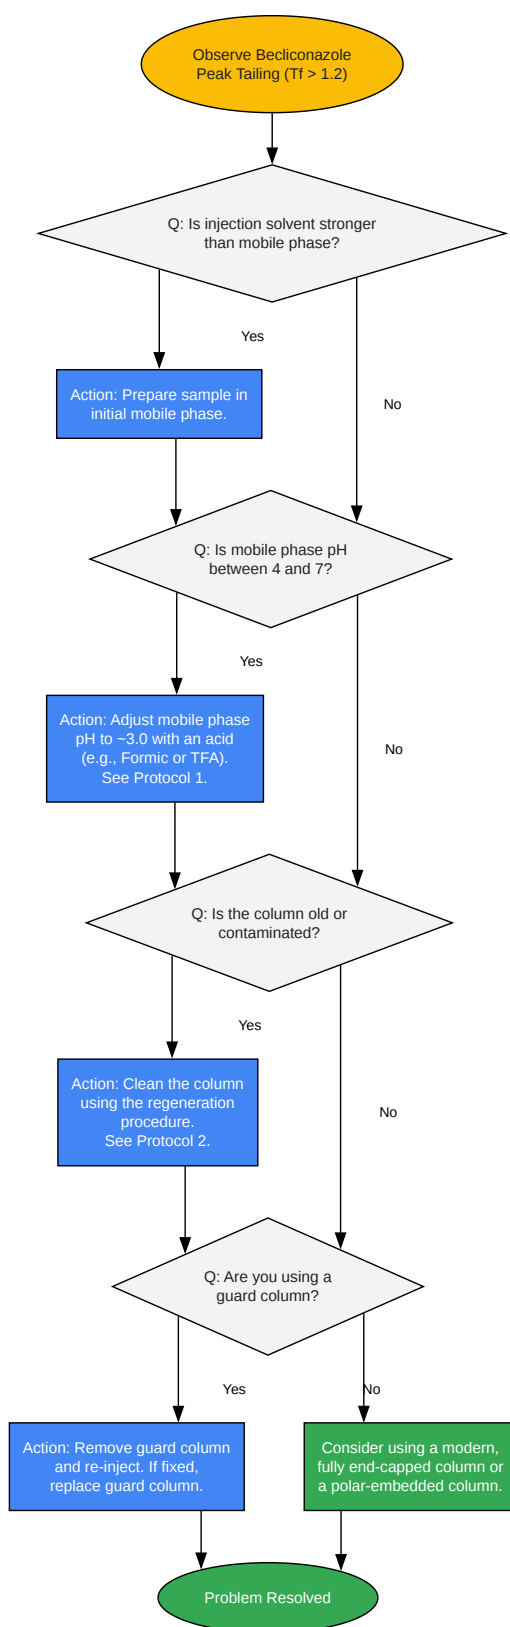 Observe Becliconazole
Peak Tailing (Tf > 1.2)
Q: Is injection solvent stronger
than mobile phase?
Yes
Action: Prepare sample in
initial mobile phase.
No
Q: Is mobile phase pH
between 4 and 7?
Yes
Action: Adjust mobile phase
pH to ~3.0 with an acid
(e.g., Formic or TFA).
See Protocol 1.
No
Q: Is the column old or
contaminated?
Yes
Action: Clean the column
using the regeneration
procedure.
See Protocol 2.
No
Q: Are you using a
guard column?
Yes
No
Action: Remove guard column
and re-inject. If fixed,
replace guard column.
Consider using a modern,
fully end-capped column or
a polar-embedded column.
Problem Resolved